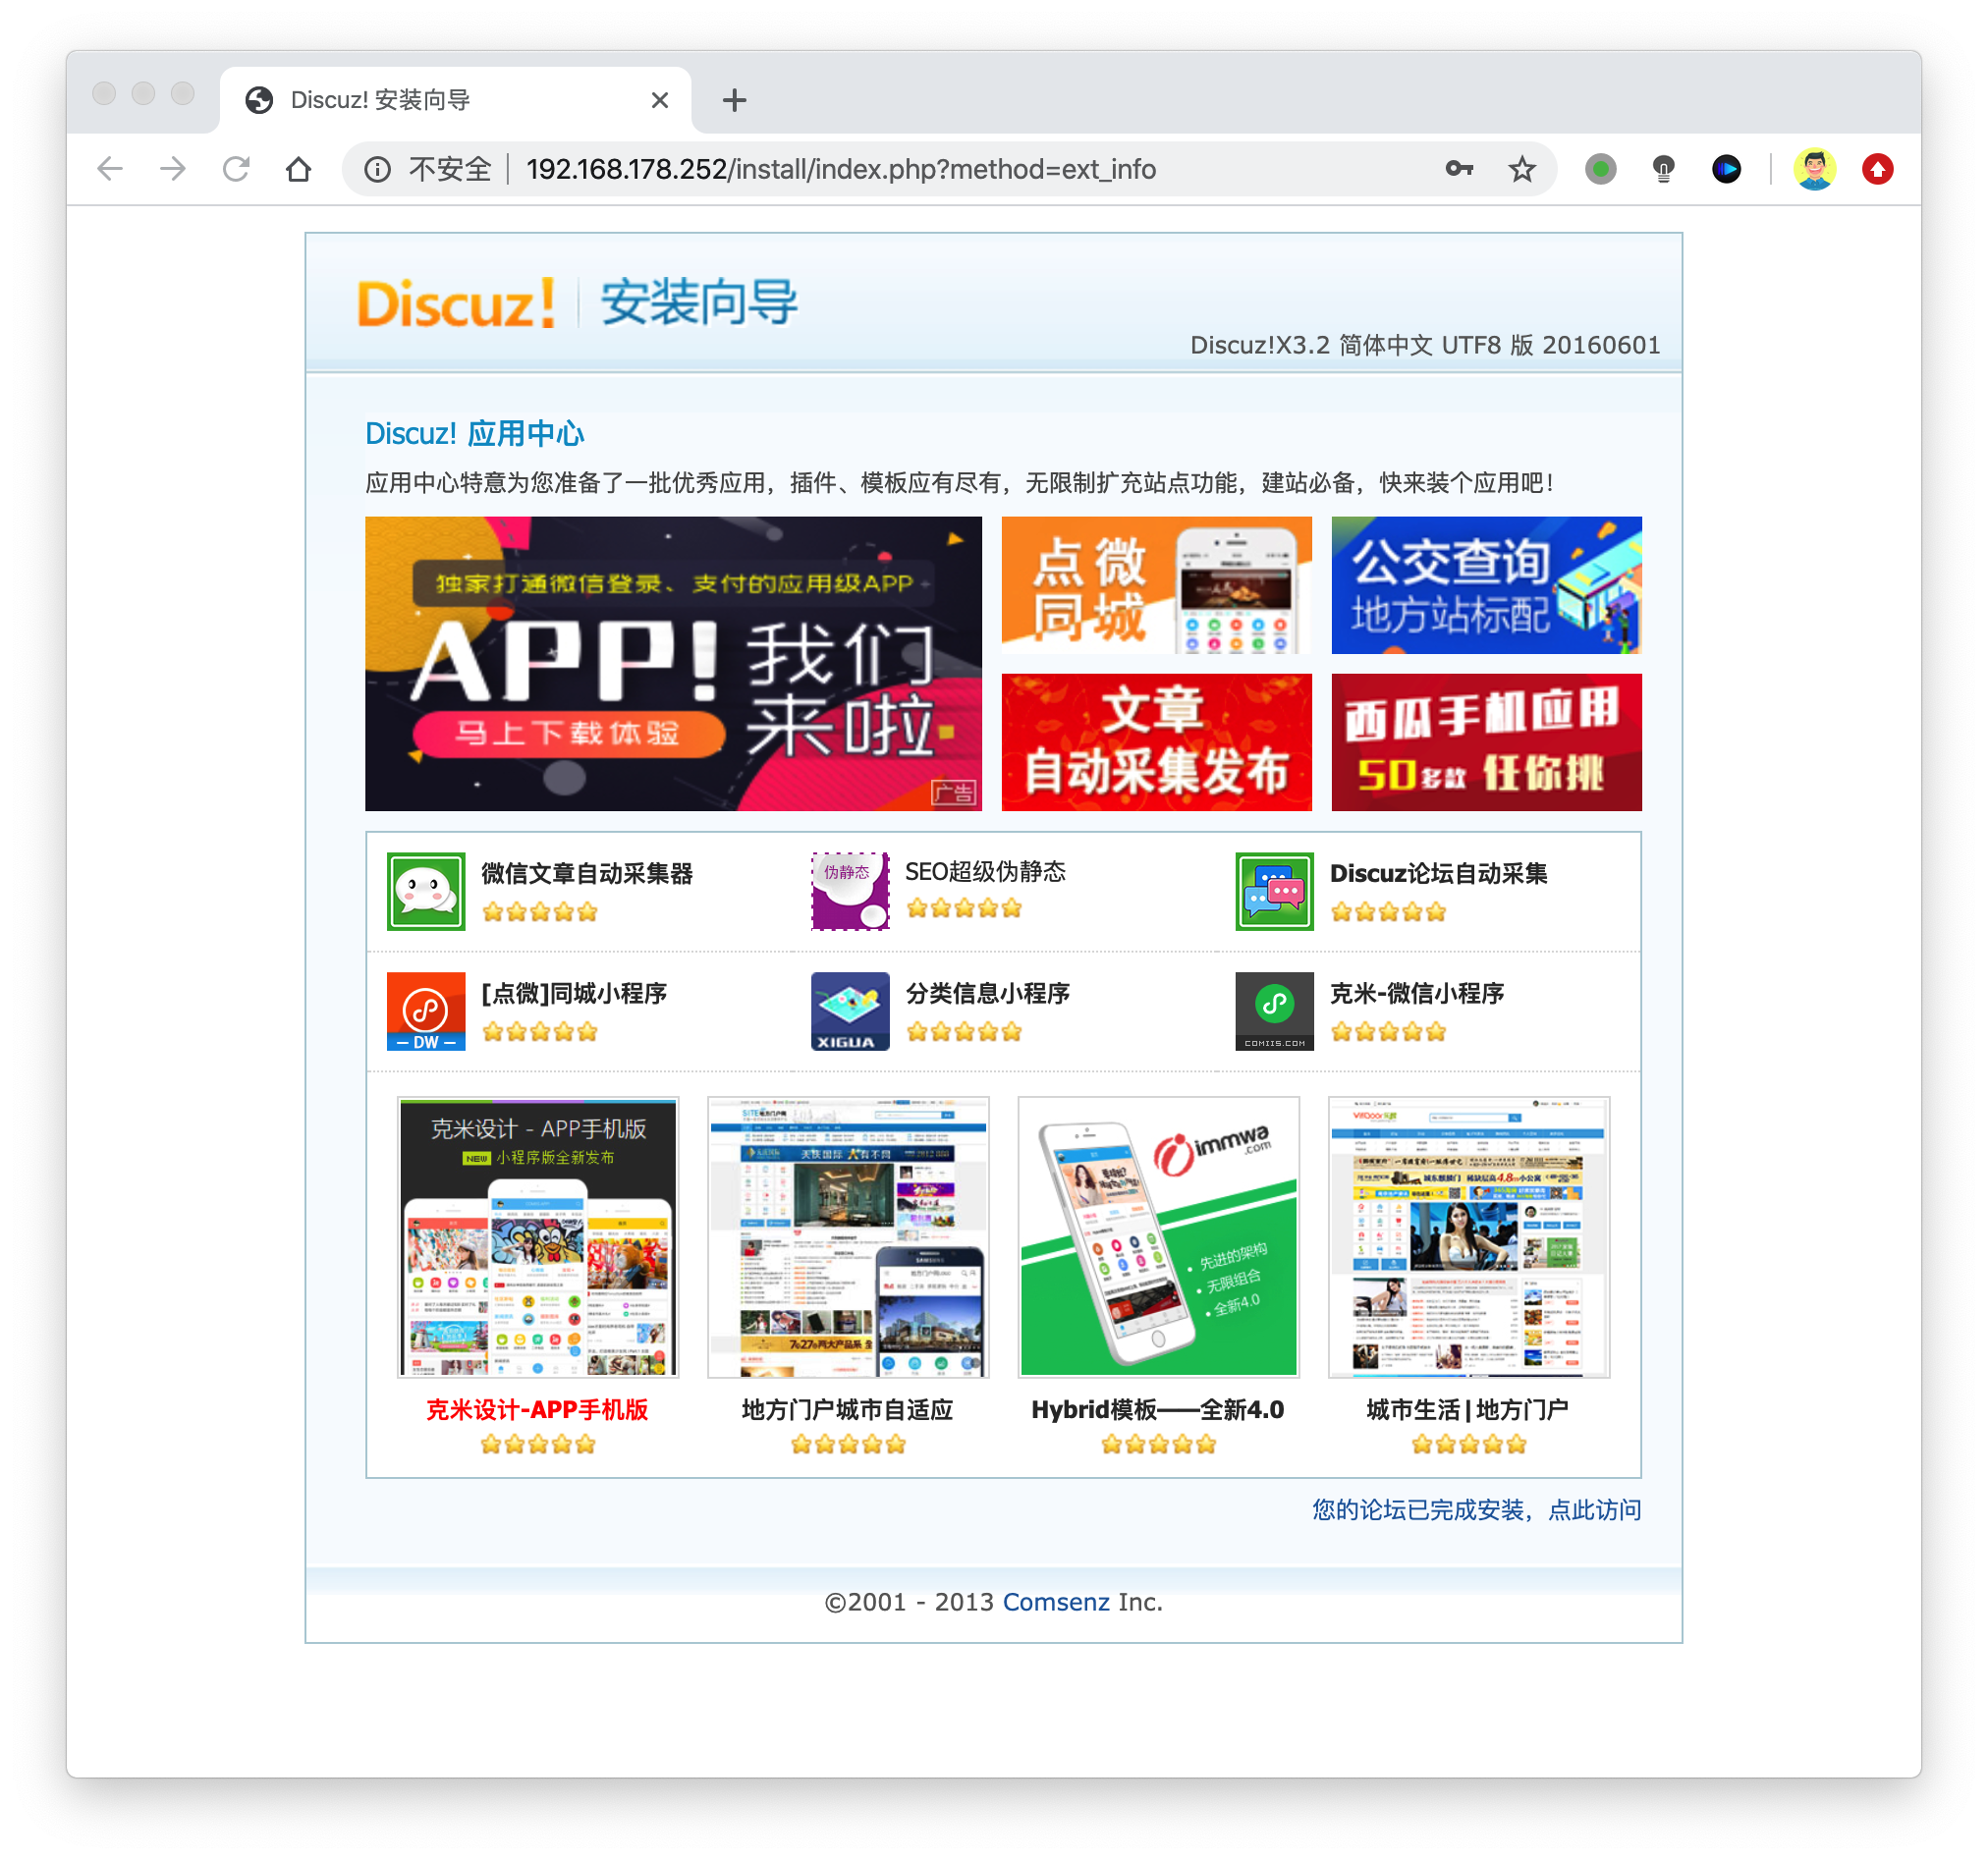 Discuz! 安装向导
不安全 192.168.178.252/install/index.php?method=ext_info
Discuz! 安装向导
Discuz!X3.2 简体中文 UTF8 版 20160601
Discuz! 应用中心
应用中心特意为您准备了一批优秀应用，插件、模板应有尽有，无限制扩充站点功能，建站必备，快来装个应用吧！
独家打通微信登录、支付的应用级APP
APP! 我们
来啦
马上下载体验
广告
点微
同城
公交查询
地方站标配
文章
自动采集发布
西瓜手机应用
50多款 任你挑
微信文章自动采集器
伪静态
SEO超级伪静态
Discuz论坛自动采集
DW
[点微]同城小程序
XIGUA
分类信息小程序
COMIIS.COM
克米-微信小程序
克米设计 - APP手机版
NEW 小程序版全新发布
immwa
.com
• 先进的架构
• 无限组合
• 全新4.0
克米设计-APP手机版
地方门户城市自适应
Hybrid模板——全新4.0
城市生活|地方门户
您的论坛已完成安装，点此访问
©2001 - 2013 Comsenz Inc.